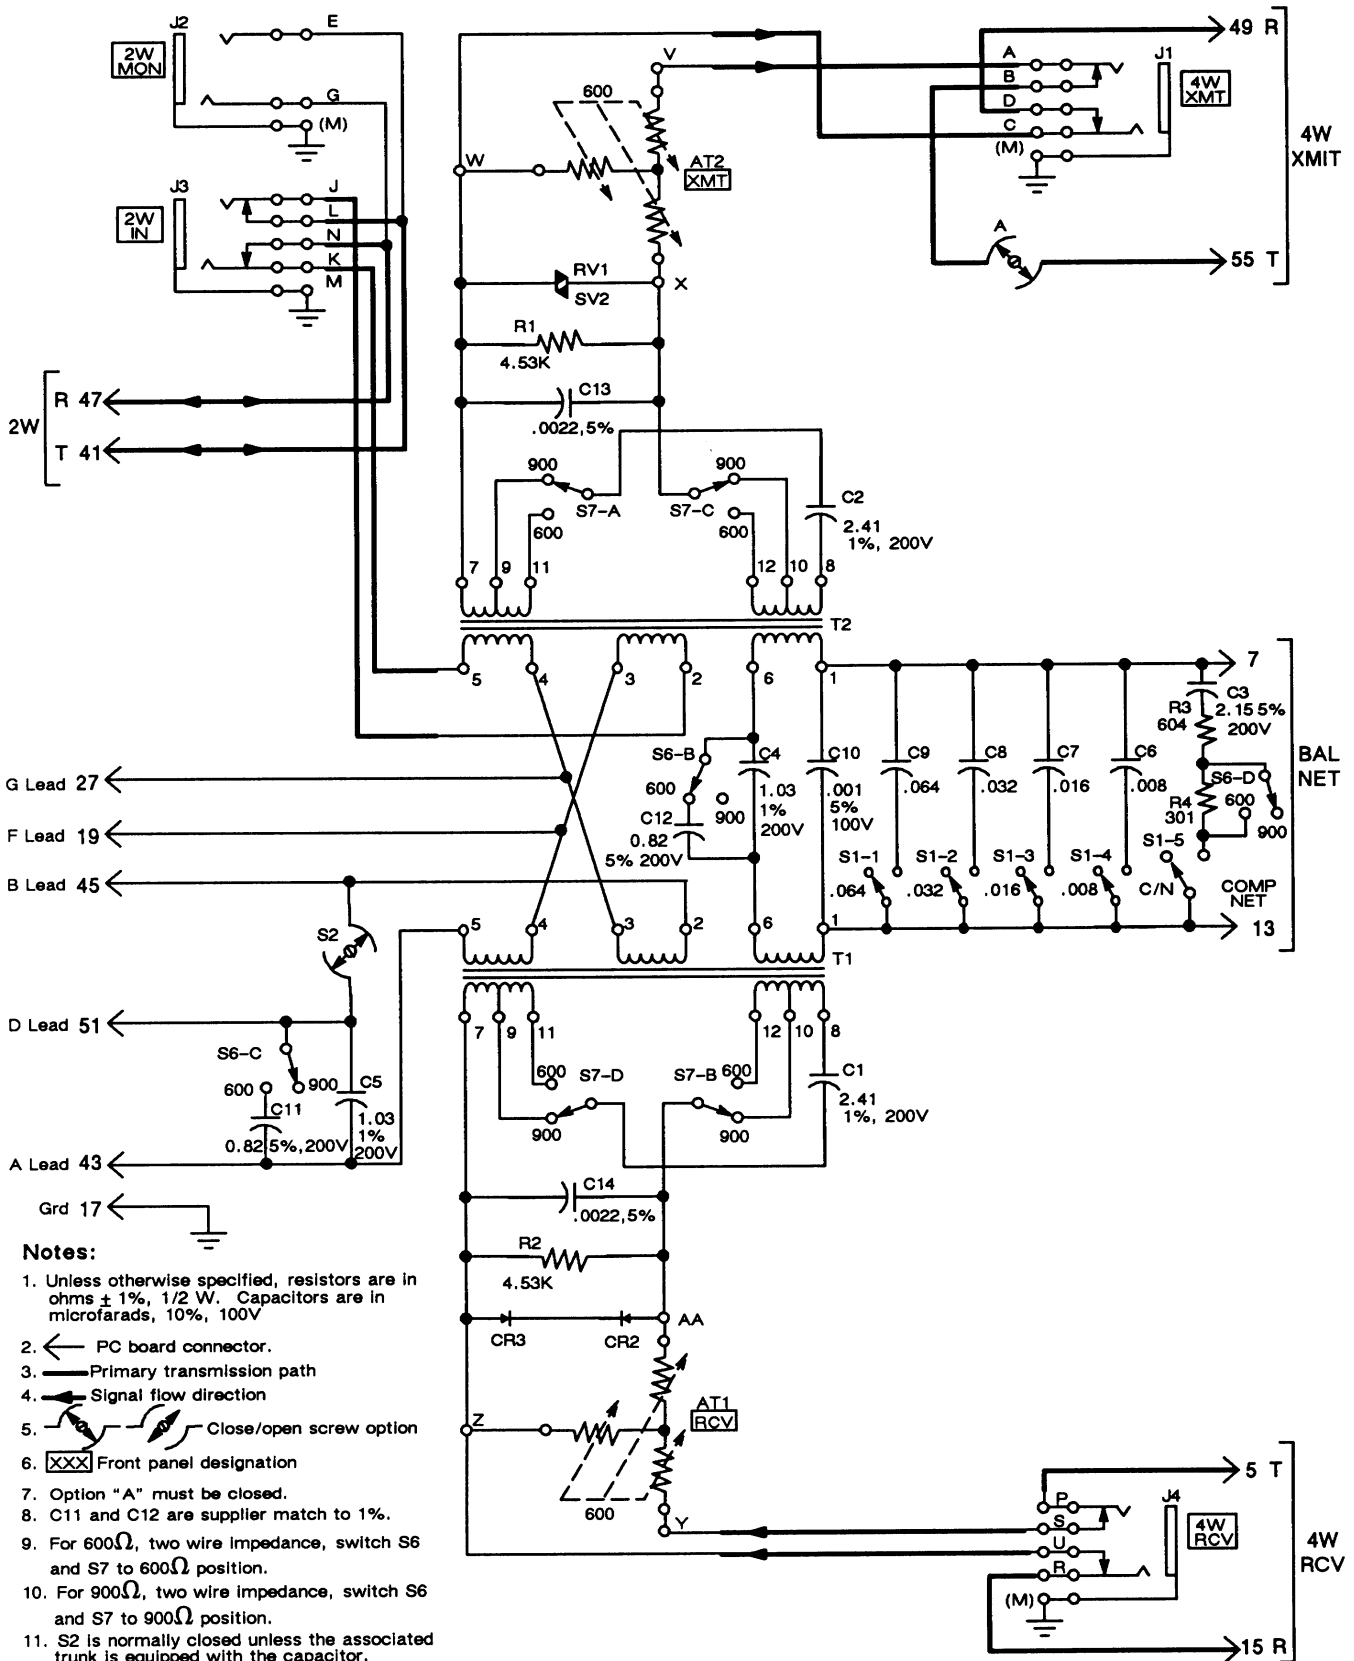 J2
E
2W
MON
G
(M)
J3
2W
IN
J
L
N
K
M
2W
R 47
T 41
V
600
W
AT2
XMT
RV1
SV2
X
R1
4.53K
C13
.0022,5%
49 R
A
B
D
C
(M)
J1
4W
XMT
4W
XMIT
A
55 T
900
S7-A
600
900
S7-C
600
C2
2.41
1%, 200V
7
9
11
12
10
8
T2
5
4
3
2
6
1
7
C3
2.15 5%
200V
R3
604
S6-B
C4
C10
C9
C8
C7
C6
S6-D
600
900
C12
1.03
1%
200V
.001
5%
100V
.064
.032
.016
.008
R4
301
600
900
0.82
5% 200V
S1-1
.064
S1-2
.032
S1-3
.016
S1-4
.008
S1-5
C/N
COMP
NET
13
BAL
NET
G Lead 27
F Lead 19
B Lead 45
S2
D Lead 51
S6-C
600
900
C5
C11
1.03
1%
200V
0.82 5%,200V
A Lead 43
Grd 17
5
4
3
2
6
1
T1
7
9
11
12
10
8
600
S7-D
900
S7-B
600
900
C1
2.41
1%, 200V
C14
.0022,5%
R2
4.53K
CR3
CR2
AA
Z
AT1
RCV
600
Y
5 T
P
S
U
R
(M)
J4
4W
RCV
4W
RCV
15 R
Notes:
1. Unless otherwise specified, resistors are in
ohms ± 1%, 1/2 W. Capacitors are in
microfarads, 10%, 100V
2. PC board connector.
3. Primary transmission path
4. Signal flow direction
5. Close/open screw option
6. XXX Front panel designation
7. Option "A" must be closed.
8. C11 and C12 are supplier match to 1%.
9. For 600Ω, two wire impedance, switch S6
and S7 to 600Ω position.
10. For 900Ω, two wire impedance, switch S6
and S7 to 900Ω position.
11. S2 is normally closed unless the associated
trunk is equipped with the capacitor.